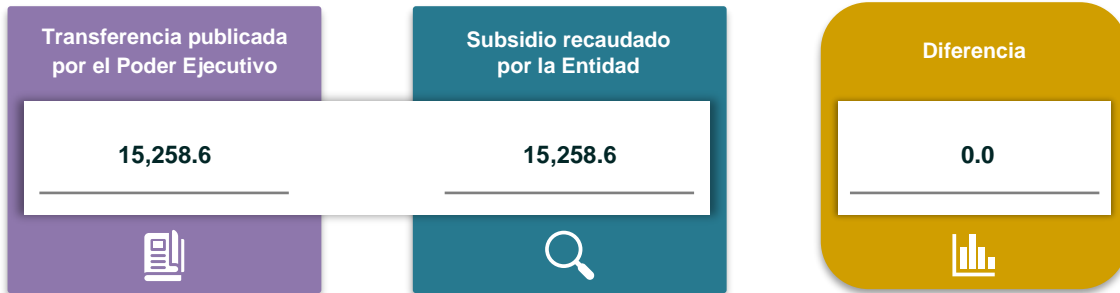 Transferencia publicada
por el Poder Ejecutivo
Subsidio recaudado
por la Entidad
Diferencia
15,258.6
15,258.6
0.0